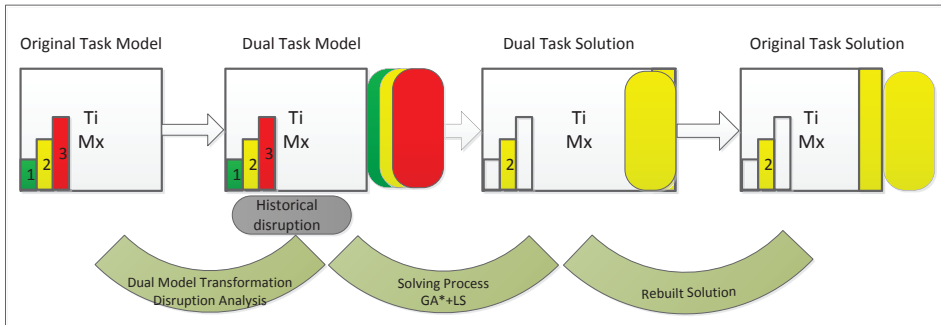 Original Task Model
Dual Task Model
Dual Task Solution
Original Task Solution
Ti
Mx
1
2
3
Ti
Mx
1
2
3
Ti
Mx
2
Ti
Mx
2
Historical
disruption
Dual Model Transformation
Disruption Analysis
Solving Process
GA*+LS
Rebuilt Solution